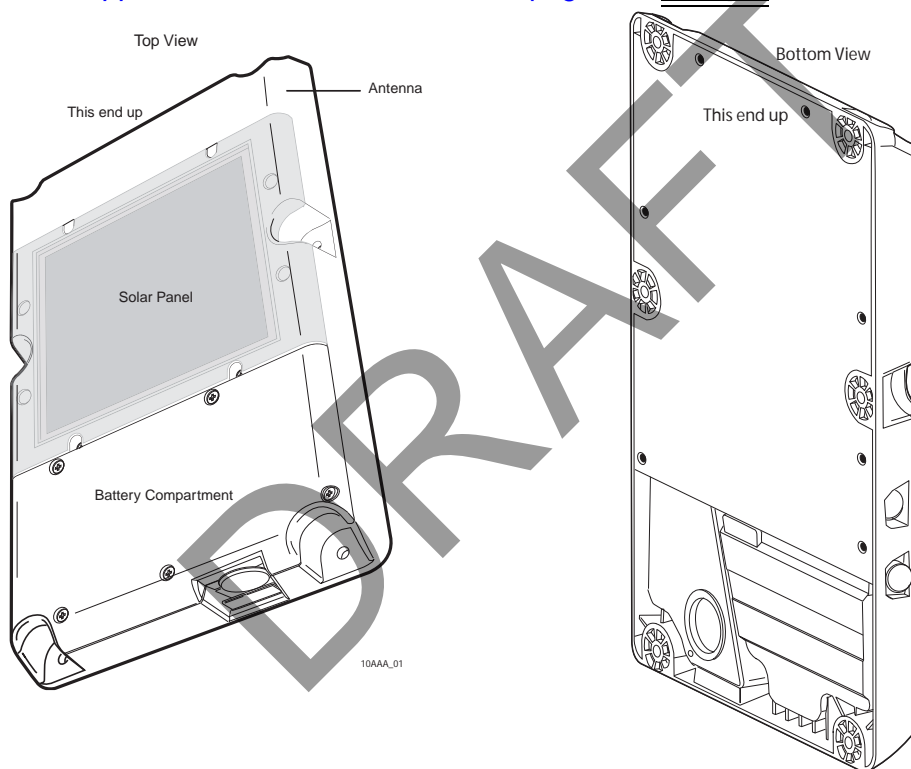 Top View
Antenna
This end up
Solar Panel
Battery Compartment
10AAA_01
Bottom View
This end up
DRAFT